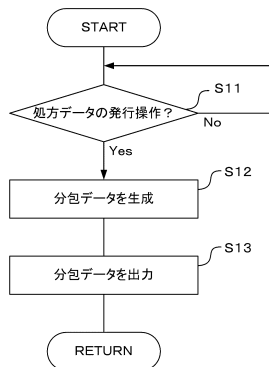 START
S11
処方データの発行操作？
No
Yes
S12
分包データを生成
S13
分包データを出力
RETURN